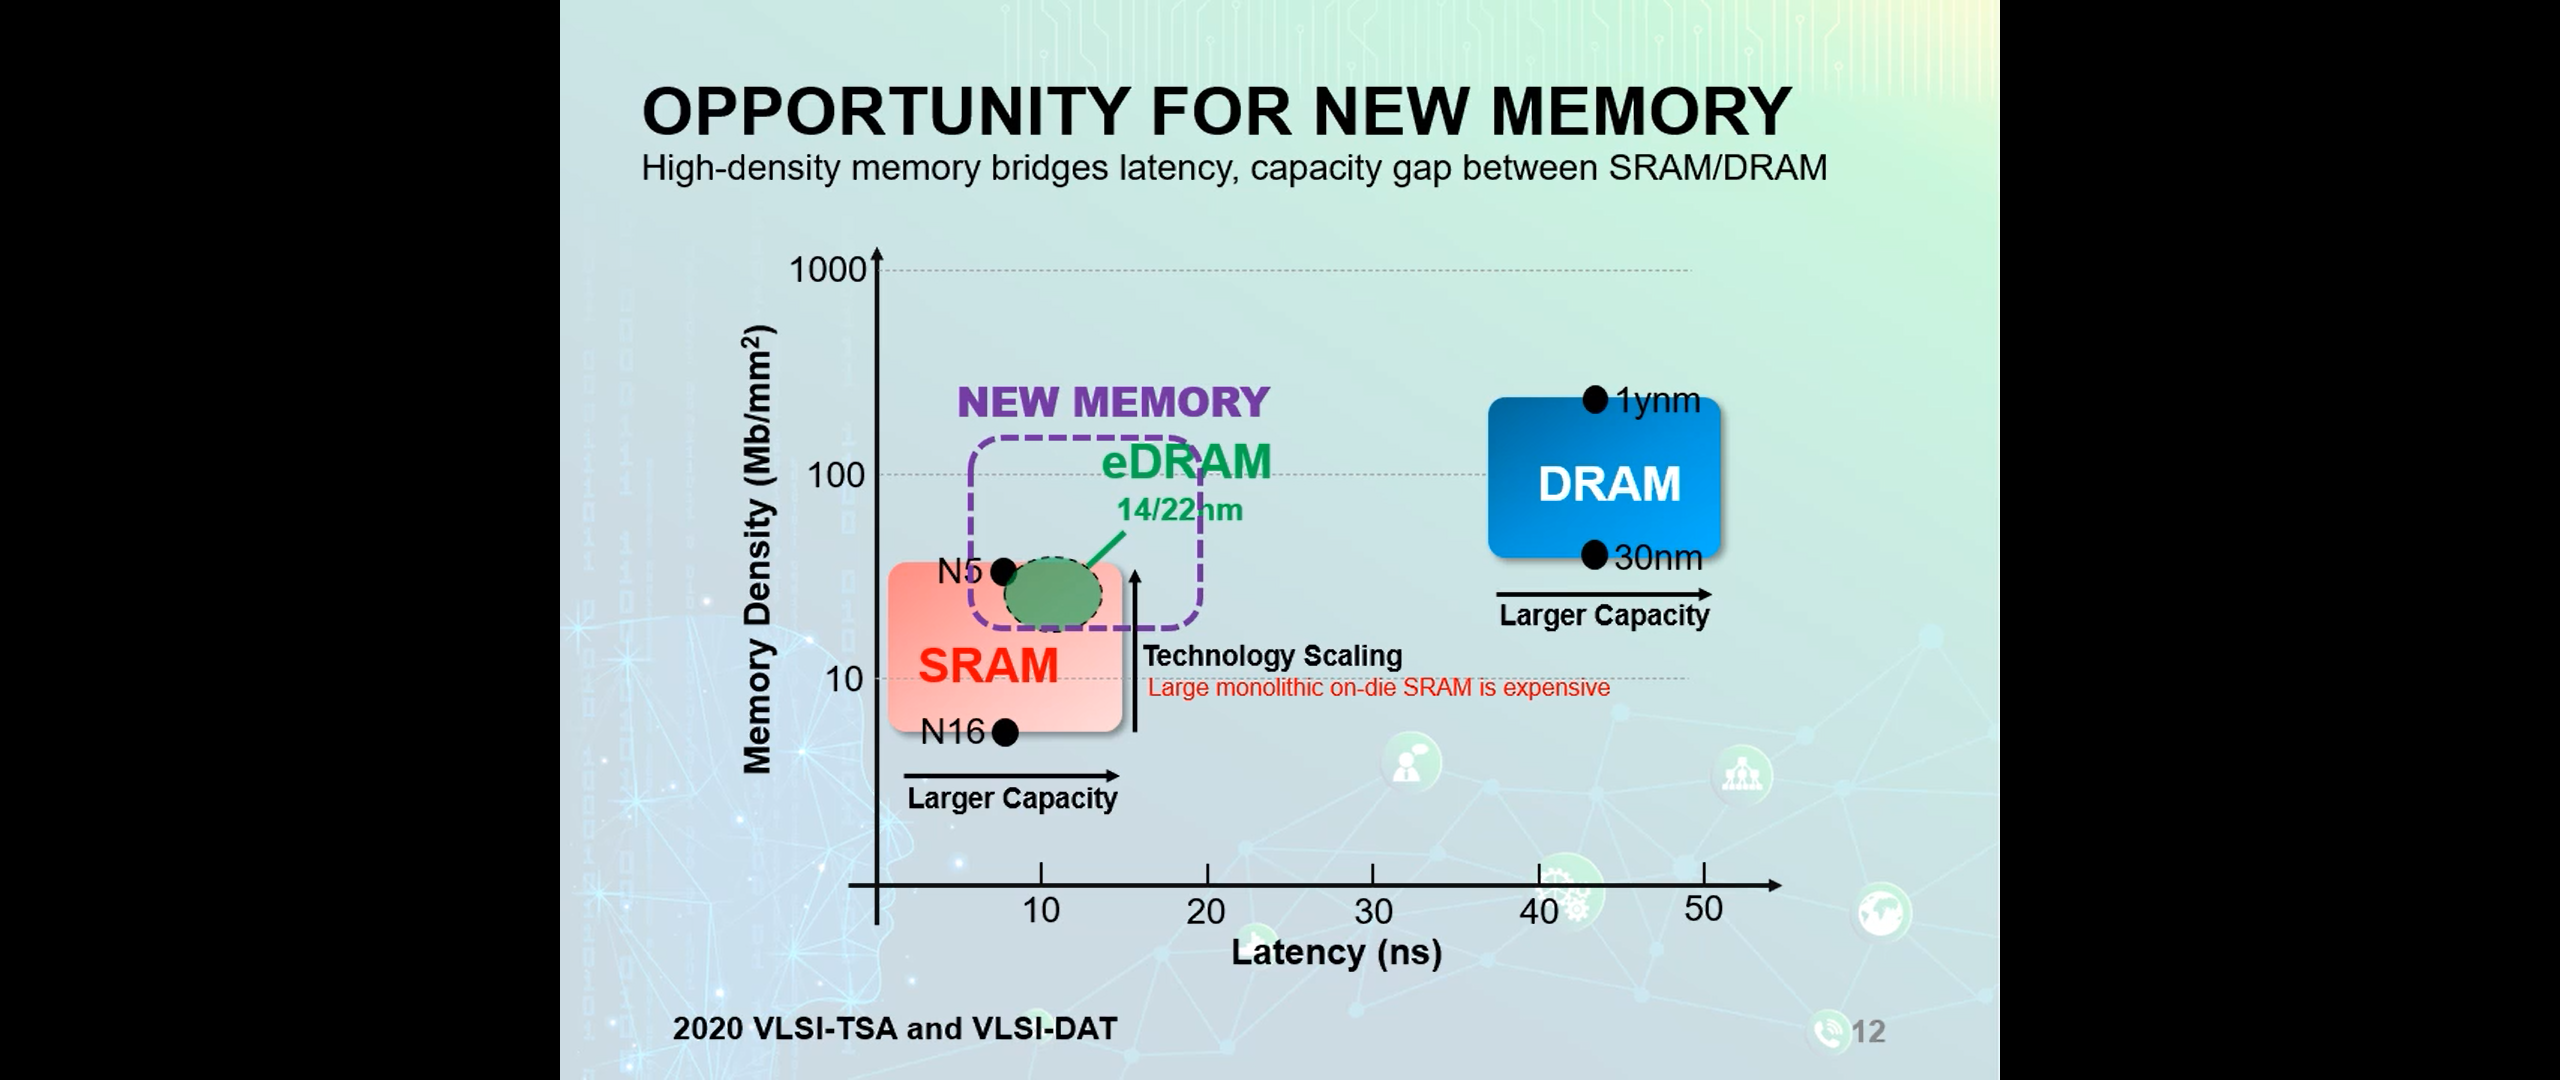 OPPORTUNITY FOR NEW MEMORY
High-density memory bridges latency, capacity gap between SRAM/DRAM
Memory Density (Mb/mm²)
1000
100
10
NEW MEMORY
eDRAM
14/22nm
N5
SRAM
N16
Larger Capacity
Technology Scaling
Large monolithic on-die SRAM is expensive
1ynm
DRAM
30nm
Larger Capacity
10
20
30
40
50
Latency (ns)
2020 VLSI-TSA and VLSI-DAT
12